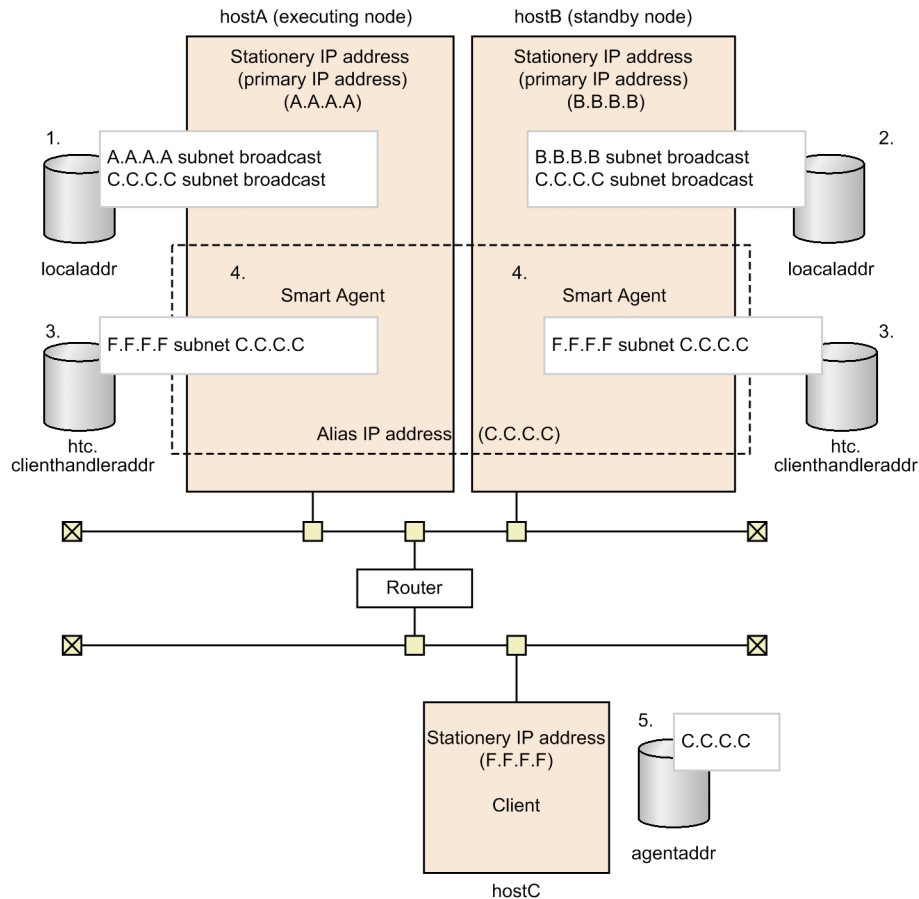 hostA (executing node)
hostB (standby node)
Stationery IP address
(primary IP address)
(A.A.A.A)
Stationery IP address
(primary IP address)
(B.B.B.B)
1.
A.A.A.A subnet broadcast
C.C.C.C subnet broadcast
localaddr
B.B.B.B subnet broadcast
C.C.C.C subnet broadcast
2.
loacaladdr
4.
Smart Agent
4.
Smart Agent
3.
F.F.F.F subnet C.C.C.C
htc.
clienthandleraddr
F.F.F.F subnet C.C.C.C
3.
htc.
clienthandleraddr
Alias IP address (C.C.C.C)
Router
Stationery IP address
(F.F.F.F)
Client
hostC
5.
C.C.C.C
agentaddr